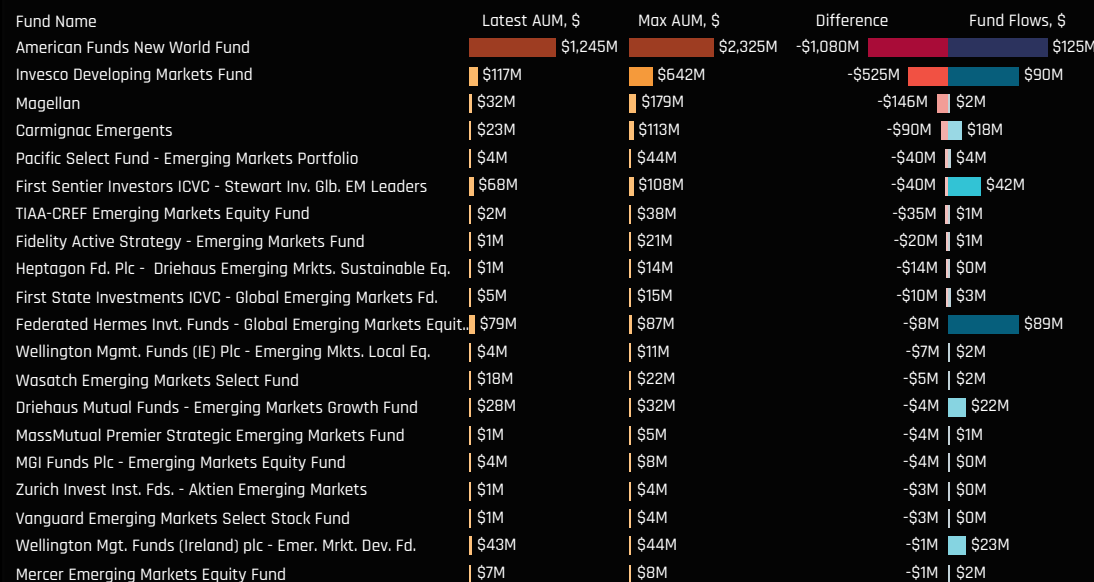 Fund Name Latest AUM, $ Max AUM, $ Difference Fund Flows, $
American Funds New World Fund $1,245M $2,325M -$1,080M $125M
Invesco Developing Markets Fund $117M $642M -$525M $90M
Magellan $32M $179M -$146M $2M
Carmignac Emergents $23M $113M -$90M $18M
Pacific Select Fund - Emerging Markets Portfolio $4M $44M -$40M $4M
First Sentier Investors ICVC - Stewart Inv. Glb. EM Leaders $68M $108M -$40M $42M
TIAA-CREF Emerging Markets Equity Fund $2M $38M -$35M $1M
Fidelity Active Strategy - Emerging Markets Fund $1M $21M -$20M $1M
Heptagon Fd. Plc - Driehaus Emerging Mrkts. Sustainable Eq. $1M $14M -$14M $0M
First State Investments ICVC - Global Emerging Markets Fd. $5M $15M -$10M $3M
Federated Hermes Invt. Funds - Global Emerging Markets Equit.. $79M $87M -$8M $89M
Wellington Mgmt. Funds (IE) Plc - Emerging Mkts. Local Eq. $4M $11M -$7M $2M
Wasatch Emerging Markets Select Fund $18M $22M -$5M $2M
Driehaus Mutual Funds - Emerging Markets Growth Fund $28M $32M -$4M $22M
MassMutual Premier Strategic Emerging Markets Fund $1M $5M -$4M $1M
MGI Funds Plc - Emerging Markets Equity Fund $4M $8M -$4M $0M
Zurich Invest Inst. Fds. - Aktien Emerging Markets $1M $4M -$3M $0M
Vanguard Emerging Markets Select Stock Fund $1M $4M -$3M $0M
Wellington Mgt. Funds (Ireland) plc - Emer. Mrkt. Dev. Fd. $43M $44M -$1M $23M
Mercer Emerging Markets Equity Fund $7M $8M -$1M $2M